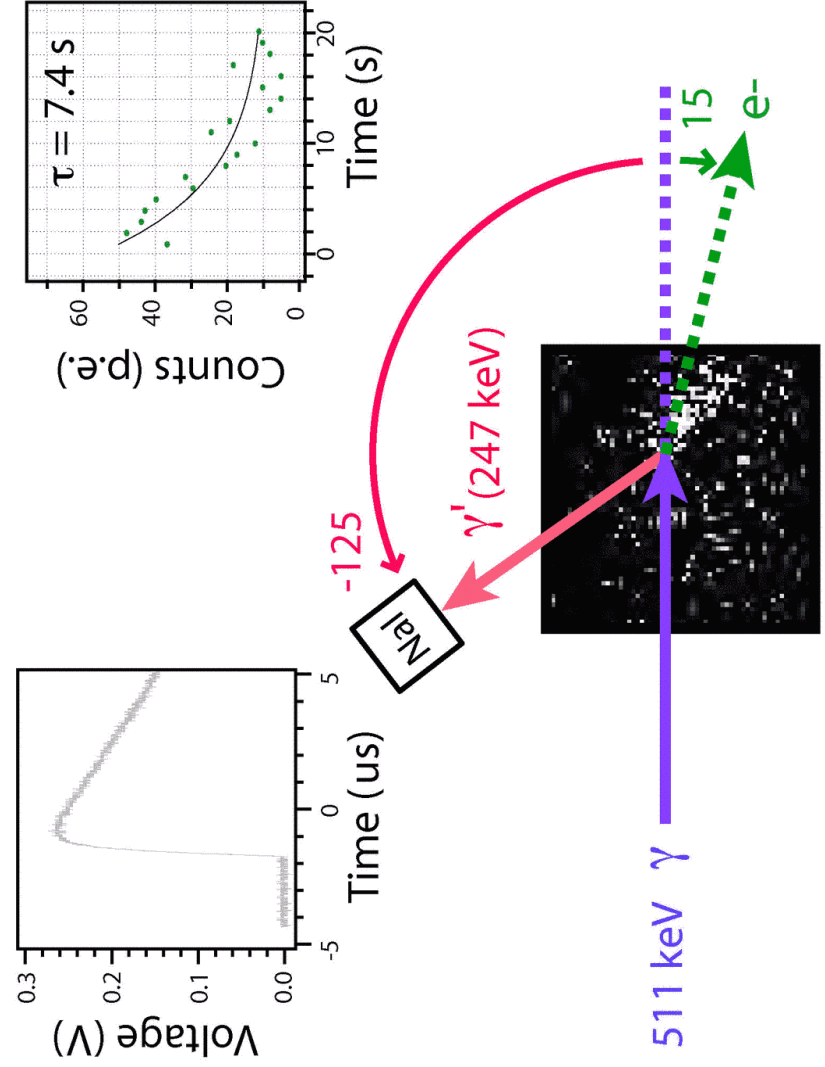 Voltage (V)
0.3
0.2
0.1
0.0
-5
0
5
Time (us)
Counts (p.e.)
60
40
20
0
τ = 7.4 s
0
10
20
Time (s)
-125
NaI
γ' (247 keV)
511 keV γ
15
e-